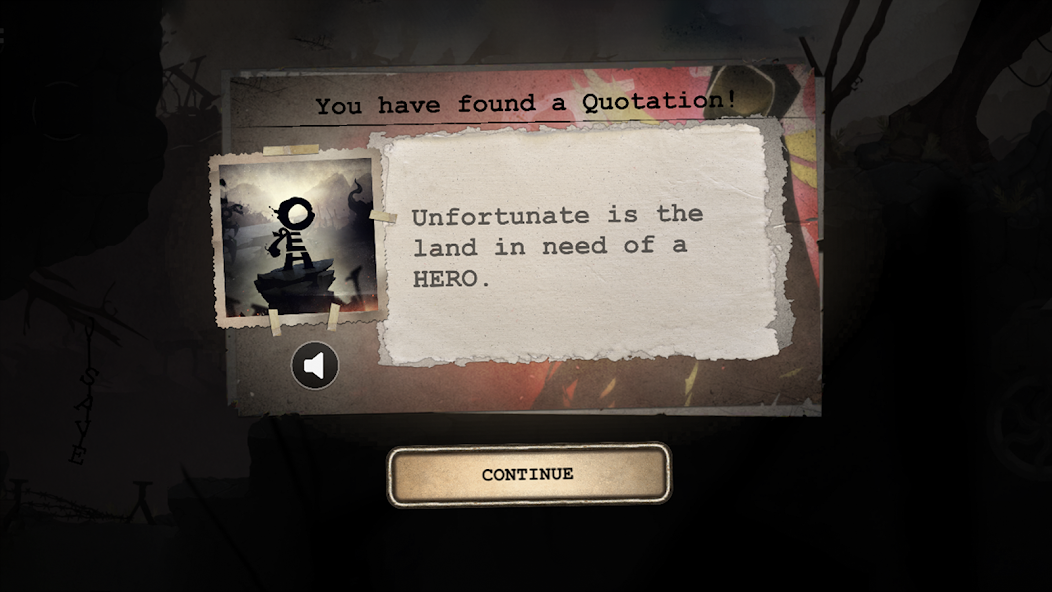 You have found a Quotation!
Unfortunate is the
land in need of a
HERO.
CONTINUE